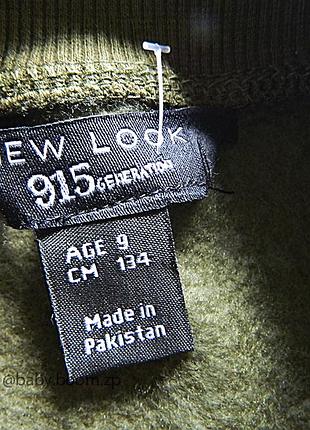 EW LOOK
915 GENERATION
AGE 9
CM 134
Made in
Pakistan
@baby.boom.zp